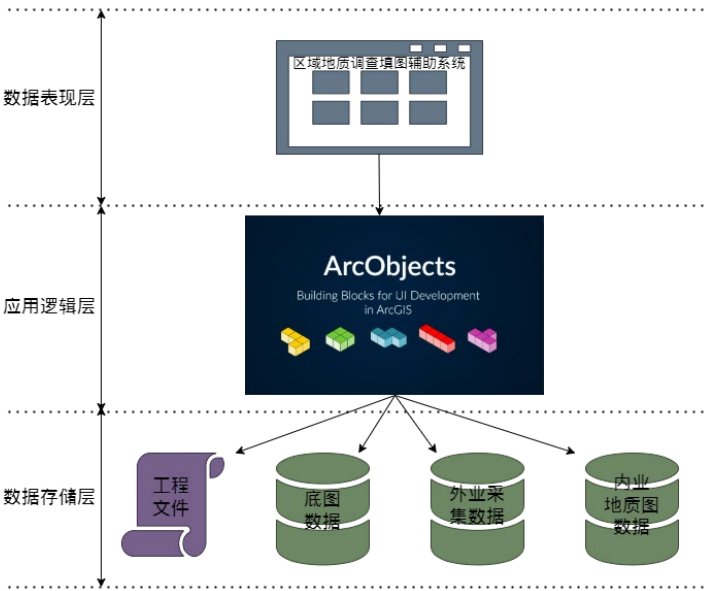 区域地质调查填图辅助系统
数据表现层
ArcObjects
Building Blocks for UI Development
in ArcGIS
应用逻辑层
数据存储层
工程
文件
底图
数据
外业采
集数据
内业
地质图
数据